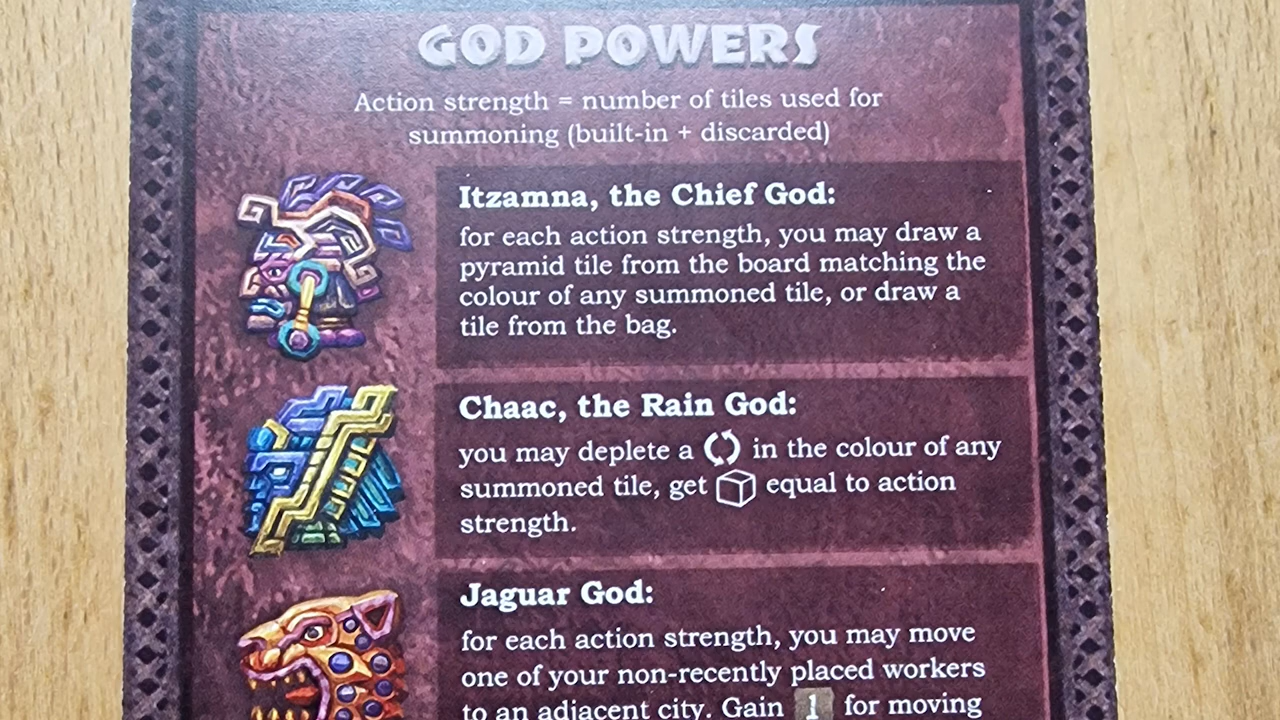 GOD POWERS
Action strength = number of tiles used for
summoning (built-in + discarded)
Itzamna, the Chief God:
for each action strength, you may draw a
pyramid tile from the board matching the
colour of any summoned tile, or draw a
tile from the bag.
Chaac, the Rain God:
you may deplete a in the colour of any
summoned tile, get equal to action
strength.
Jaguar God:
for each action strength, you may move
one of your non-recently placed workers
to an adjacent city. Gain 1 for moving